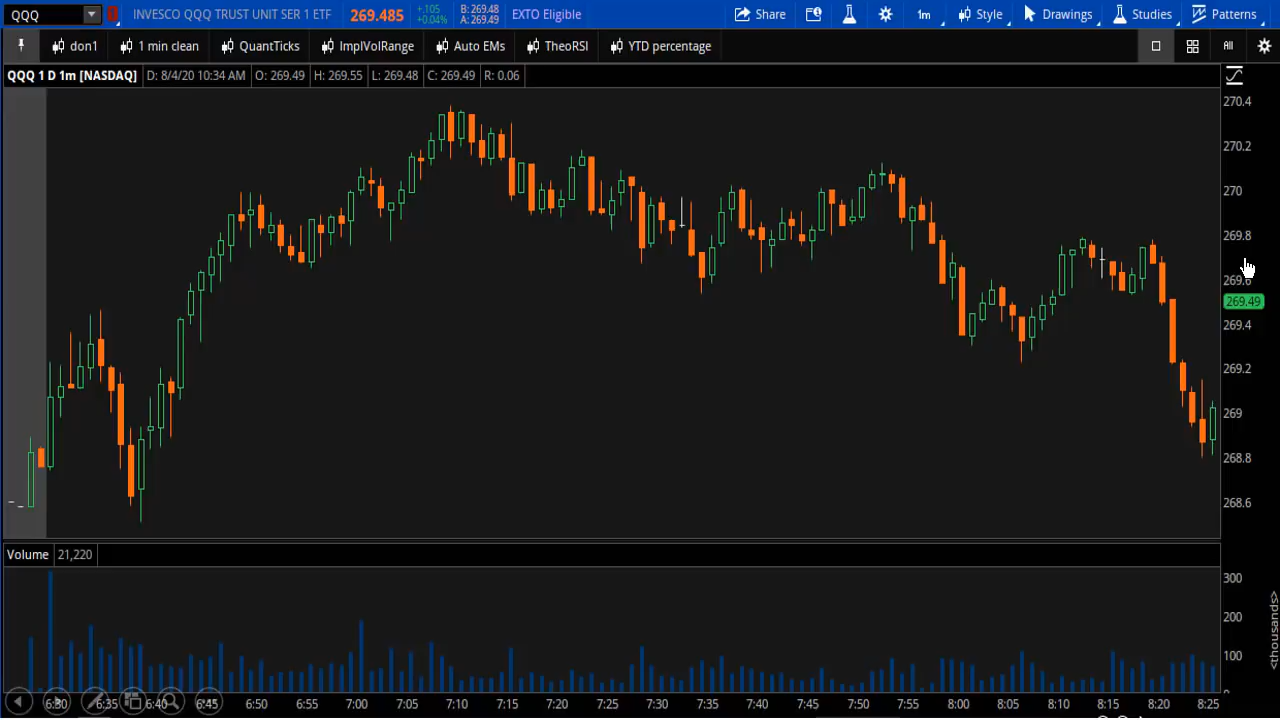 QQQ INVESCO QQQ TRUST UNIT SER 1 ETF 269.485 +.105 +0.04% B: 269.48 A: 269.49 EXTO Eligible Share 1m Style Drawings Studies Patterns
don1 1 min clean QuantTicks ImplVolRange Auto EMs TheoRSI YTD percentage All
QQQ 1 D 1m [NASDAQ] D: 8/4/20 10:34 AM O: 269.49 H: 269.55 L: 269.48 C: 269.49 R: 0.06
270.4
270.2
270
269.8
269.6
269.49
269.4
269.2
269
268.8
268.6
Volume 21,220
300
200
100
<thousands>
6:30 6:35 6:40 6:45 6:50 6:55 7:00 7:05 7:10 7:15 7:20 7:25 7:30 7:35 7:40 7:45 7:50 7:55 8:00 8:05 8:10 8:15 8:20 8:25